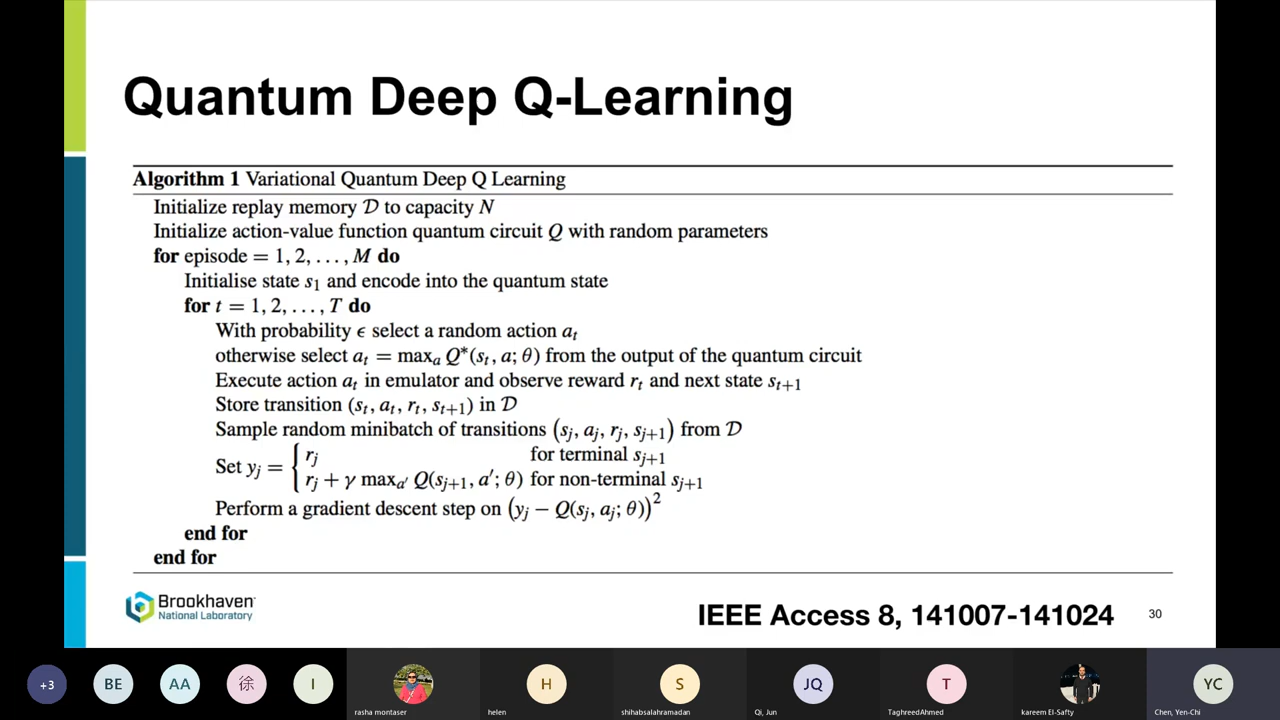 Quantum Deep Q-Learning
Algorithm 1 Variational Quantum Deep Q Learning
Initialize replay memory 𝒟 to capacity N
Initialize action-value function quantum circuit Q with random parameters
for episode = 1, 2, . . . , M do
Initialise state s₁ and encode into the quantum state
for t = 1, 2, . . . , T do
With probability ϵ select a random action aₜ
otherwise select aₜ = maxₐ Q*(sₜ, a; θ) from the output of the quantum circuit
Execute action aₜ in emulator and observe reward rₜ and next state sₜ₊₁
Store transition (sₜ, aₜ, rₜ, sₜ₊₁) in 𝒟
Sample random minibatch of transitions (sⱼ, aⱼ, rⱼ, sⱼ₊₁) from 𝒟
Set yⱼ = { rⱼ for terminal sⱼ₊₁
rⱼ + γ maxₐ′ Q(sⱼ₊₁, a′; θ) for non-terminal sⱼ₊₁
Perform a gradient descent step on (yⱼ − Q(sⱼ, aⱼ; θ))²
end for
end for
Brookhaven
National Laboratory
IEEE Access 8, 141007-141024
30
+3 BE AA 徐 I H S JQ T YC
rasha montaser helen shihabsalahramadan Qi, Jun TaghreedAhmed kareem El-Safty Chen, Yen-Chi